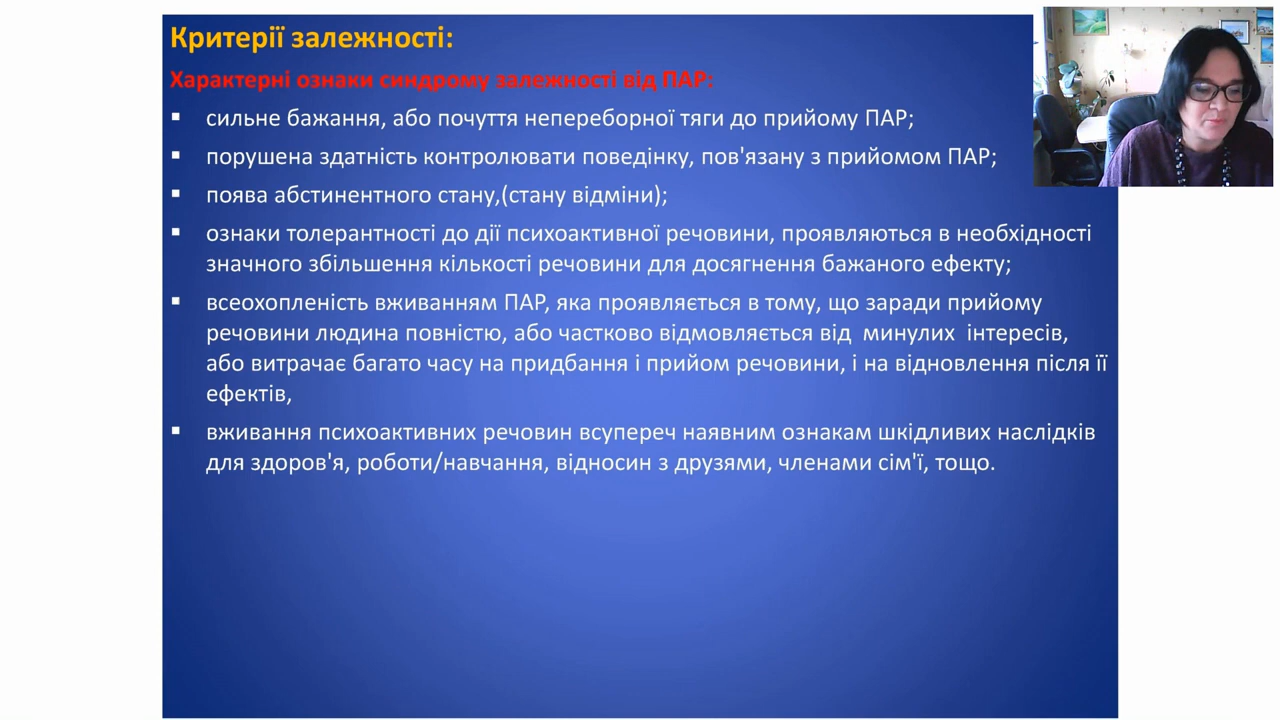 Критерії залежності:
Характерні ознаки синдрому залежності від ПАР:
▪ сильне бажання, або почуття непереборної тяги до прийому ПАР;
▪ порушена здатність контролювати поведінку, пов'язану з прийомом ПАР;
▪ поява абстинентного стану,(стану відміни);
▪ ознаки толерантності до дії психоактивної речовини, проявляються в необхідності
значного збільшення кількості речовини для досягнення бажаного ефекту;
▪ всеохопленість вживанням ПАР, яка проявляється в тому, що заради прийому
речовини людина повністю, або частково відмовляється від минулих інтересів,
або витрачає багато часу на придбання і прийом речовини, і на відновлення після її
ефектів,
▪ вживання психоактивних речовин всупереч наявним ознакам шкідливих наслідків
для здоров'я, роботи/навчання, відносин з друзями, членами сім'ї, тощо.